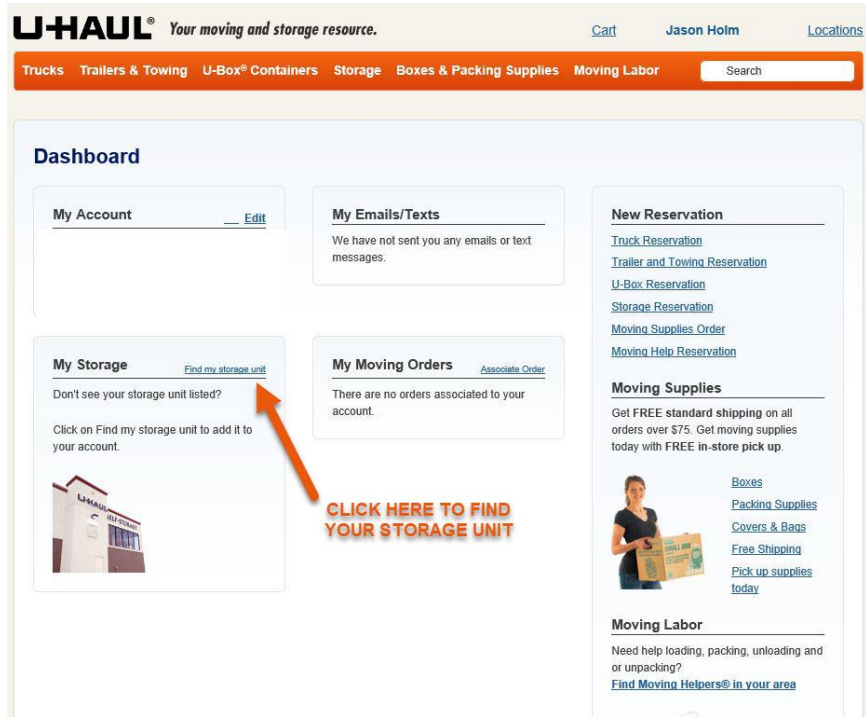 U-HAUL® Your moving and storage resource.
Cart Jason Holm Locations
Trucks Trailers & Towing U-Box® Containers Storage Boxes & Packing Supplies Moving Labor Search
Dashboard
My Account Edit
My Emails/Texts
We have not sent you any emails or text
messages.
My Storage Find my storage unit
Don't see your storage unit listed?
Click on Find my storage unit to add it to
your account.
U-HAUL
SELF-STORAGE
My Moving Orders Associate Order
There are no orders associated to your
account.
CLICK HERE TO FIND
YOUR STORAGE UNIT
New Reservation
Truck Reservation
Trailer and Towing Reservation
U-Box Reservation
Storage Reservation
Moving Supplies Order
Moving Help Reservation
Moving Supplies
Get FREE standard shipping on all
orders over $75. Get moving supplies
today with FREE in-store pick up.
SMALL BOX
Boxes
Packing Supplies
Covers & Bags
Free Shipping
Pick up supplies
today
Moving Labor
Need help loading, packing, unloading and
or unpacking?
Find Moving Helpers® in your area